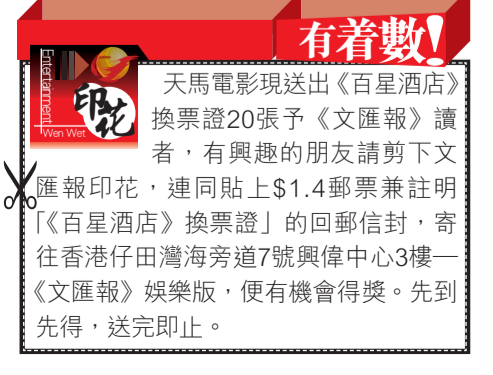 有着數！
Entertainment
印花
Wen Wei
天馬電影現送出《百星酒店》
換票證20張予《文匯報》讀
者，有興趣的朋友請剪下文
匯報印花，連同貼上$1.4郵票兼註明
「《百星酒店》換票證」的回郵信封，寄
往香港仔田灣海旁道7號興偉中心3樓—
《文匯報》娛樂版，便有機會得獎。先到
先得，送完即止。